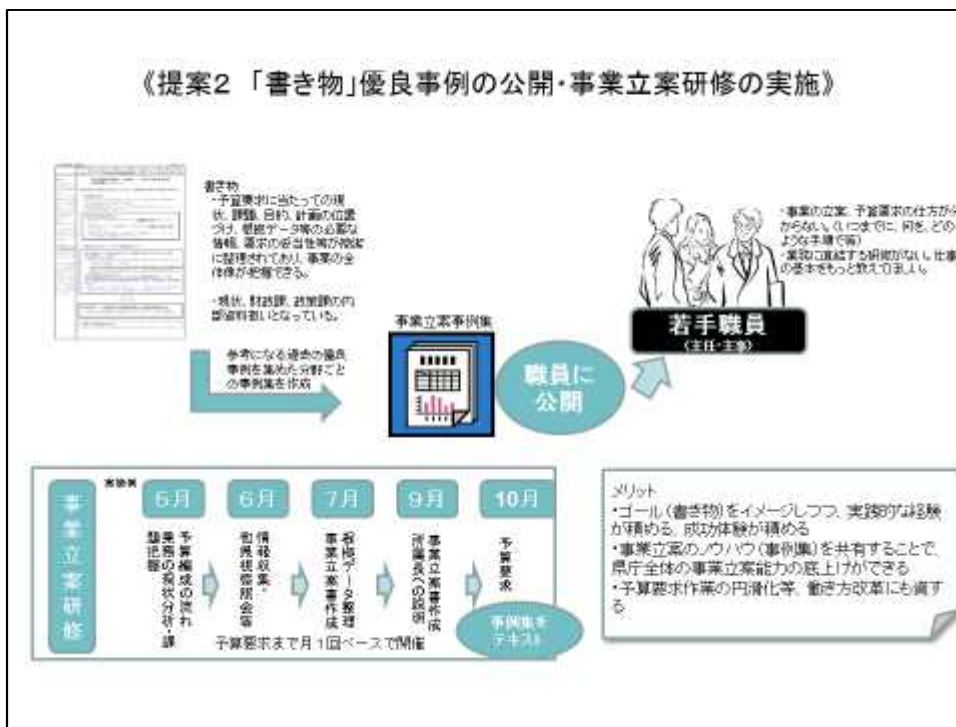 《提案2 「書き物」優良事例の公開・事業立案研修の実施》
書き物
・予算要求に当たっての現
状、課題、目的、計画の位置
づけ、根拠データ等の必要な
情報、要求の妥当性等が簡潔
に整理されており、事業の全
体像が把握できる。
・現状、財政課、政策課の内
部資料扱いとなっている。
参考になる過去の優良
事例を集めた分野ごと
の事例集を作成
事業立案事例集
職員に
公開
・事業の立案、予算要求の仕方が分
からない。(いつまでに、何を、どの
ような手順で等)
・業務に直結する研修がない。仕事
の基本をもっと教えてほしい。
若手職員
(主任・主事)
事業立案研修
実施例
5月
予算編成の流れ
業務の現状分析・課
題把握
6月
情報収集・
他県視察照会等
7月
根拠データ整理
事業立案書作成
9月
事業立案書作成
所属長への説明
10月
予算要求
予算要求まで月1回ペースで開催
事例集を
テキスト
メリット
・ゴール(書き物)をイメージしつつ、実践的な経験
が積める、成功体験が積める
・事業立案のノウハウ(事例集)を共有することで、
県庁全体の事業立案能力の底上げができる
・予算要求作業の円滑化等、働き方改革にも資す
る